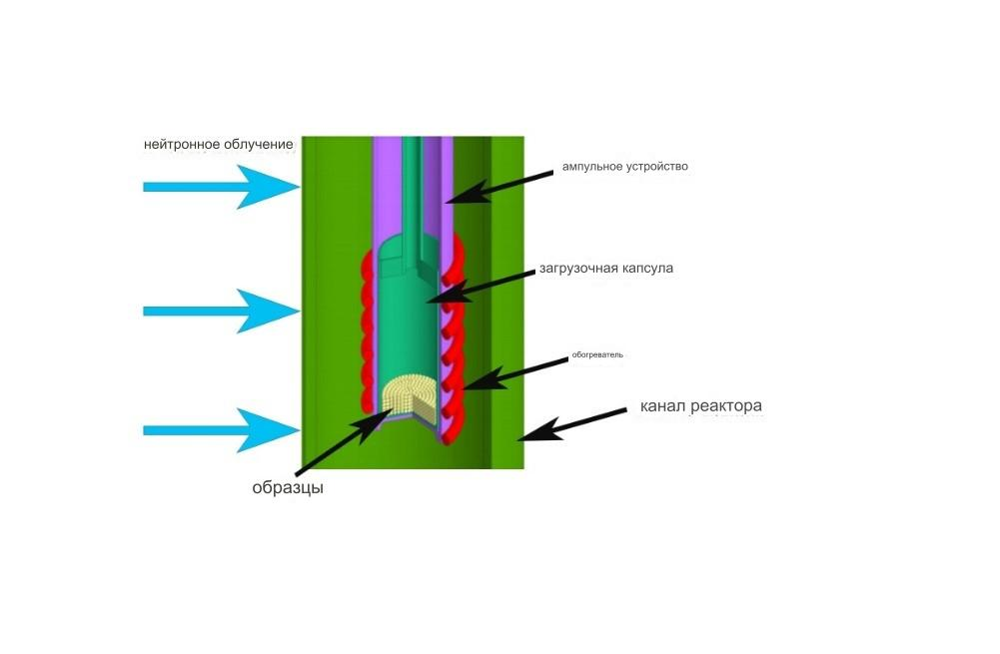 нейтронное облучение
ампульное устройство
загрузочная капсула
обогреватель
канал реактора
образцы